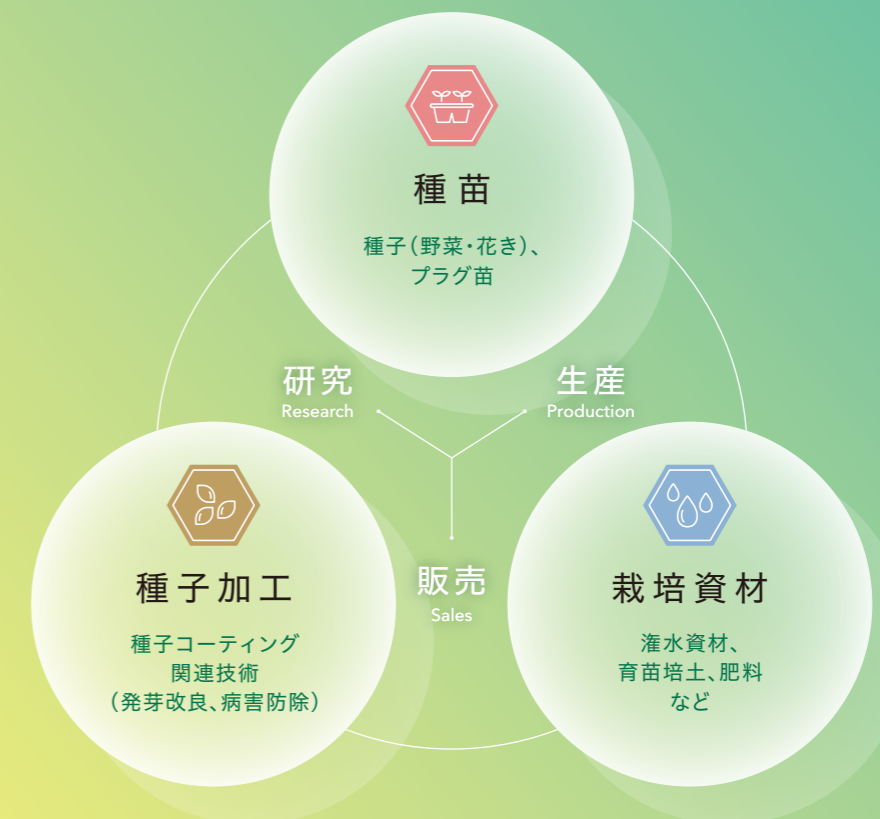 種苗
種子（野菜・花き）、
プラグ苗
研究
Research
生産
Production
販売
Sales
種子加工
種子コーティング
関連技術
（発芽改良、病害防除）
栽培資材
潅水資材、
育苗培土、肥料
など